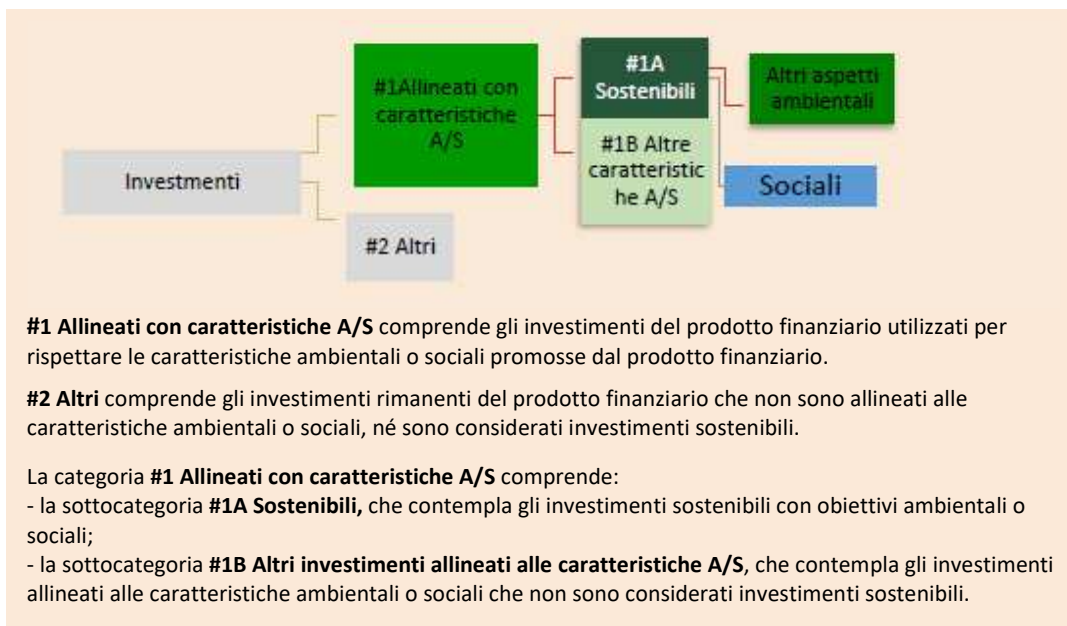 #1Allineati con
caratteristiche
A/S
#1A
Sostenibili
Altri aspetti
ambientali
Investmenti
#1B Altre
caratteristic
he A/S
Sociali
#2 Altri
#1 Allineati con caratteristiche A/S comprende gli investimenti del prodotto finanziario utilizzati per
rispettare le caratteristiche ambientali o sociali promosse dal prodotto finanziario.
#2 Altri comprende gli investimenti rimanenti del prodotto finanziario che non sono allineati alle
caratteristiche ambientali o sociali, né sono considerati investimenti sostenibili.
La categoria #1 Allineati con caratteristiche A/S comprende:
- la sottocategoria #1A Sostenibili, che contempla gli investimenti sostenibili con obiettivi ambientali o
sociali;
- la sottocategoria #1B Altri investimenti allineati alle caratteristiche A/S, che contempla gli investimenti
allineati alle caratteristiche ambientali o sociali che non sono considerati investimenti sostenibili.